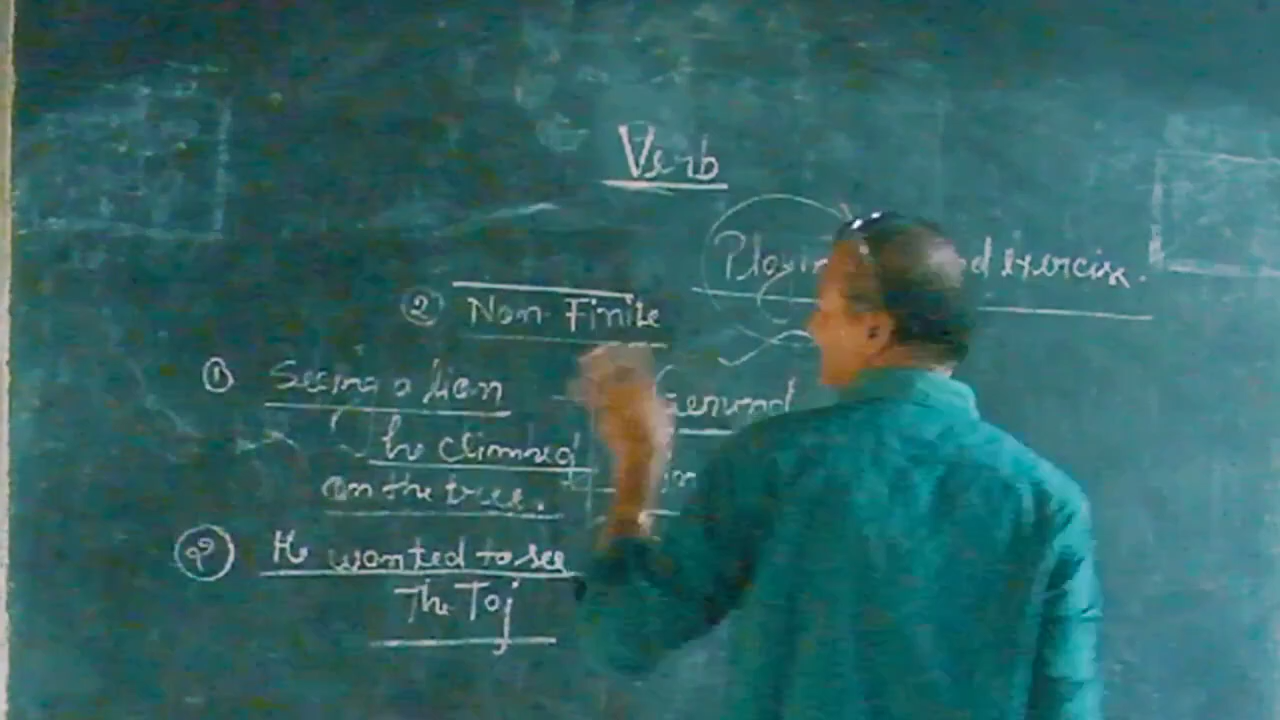 Verb
exercise.
② Non-Finite
① Seeing a lion
he climbed
on the tree.
② He wanted to see
The Taj